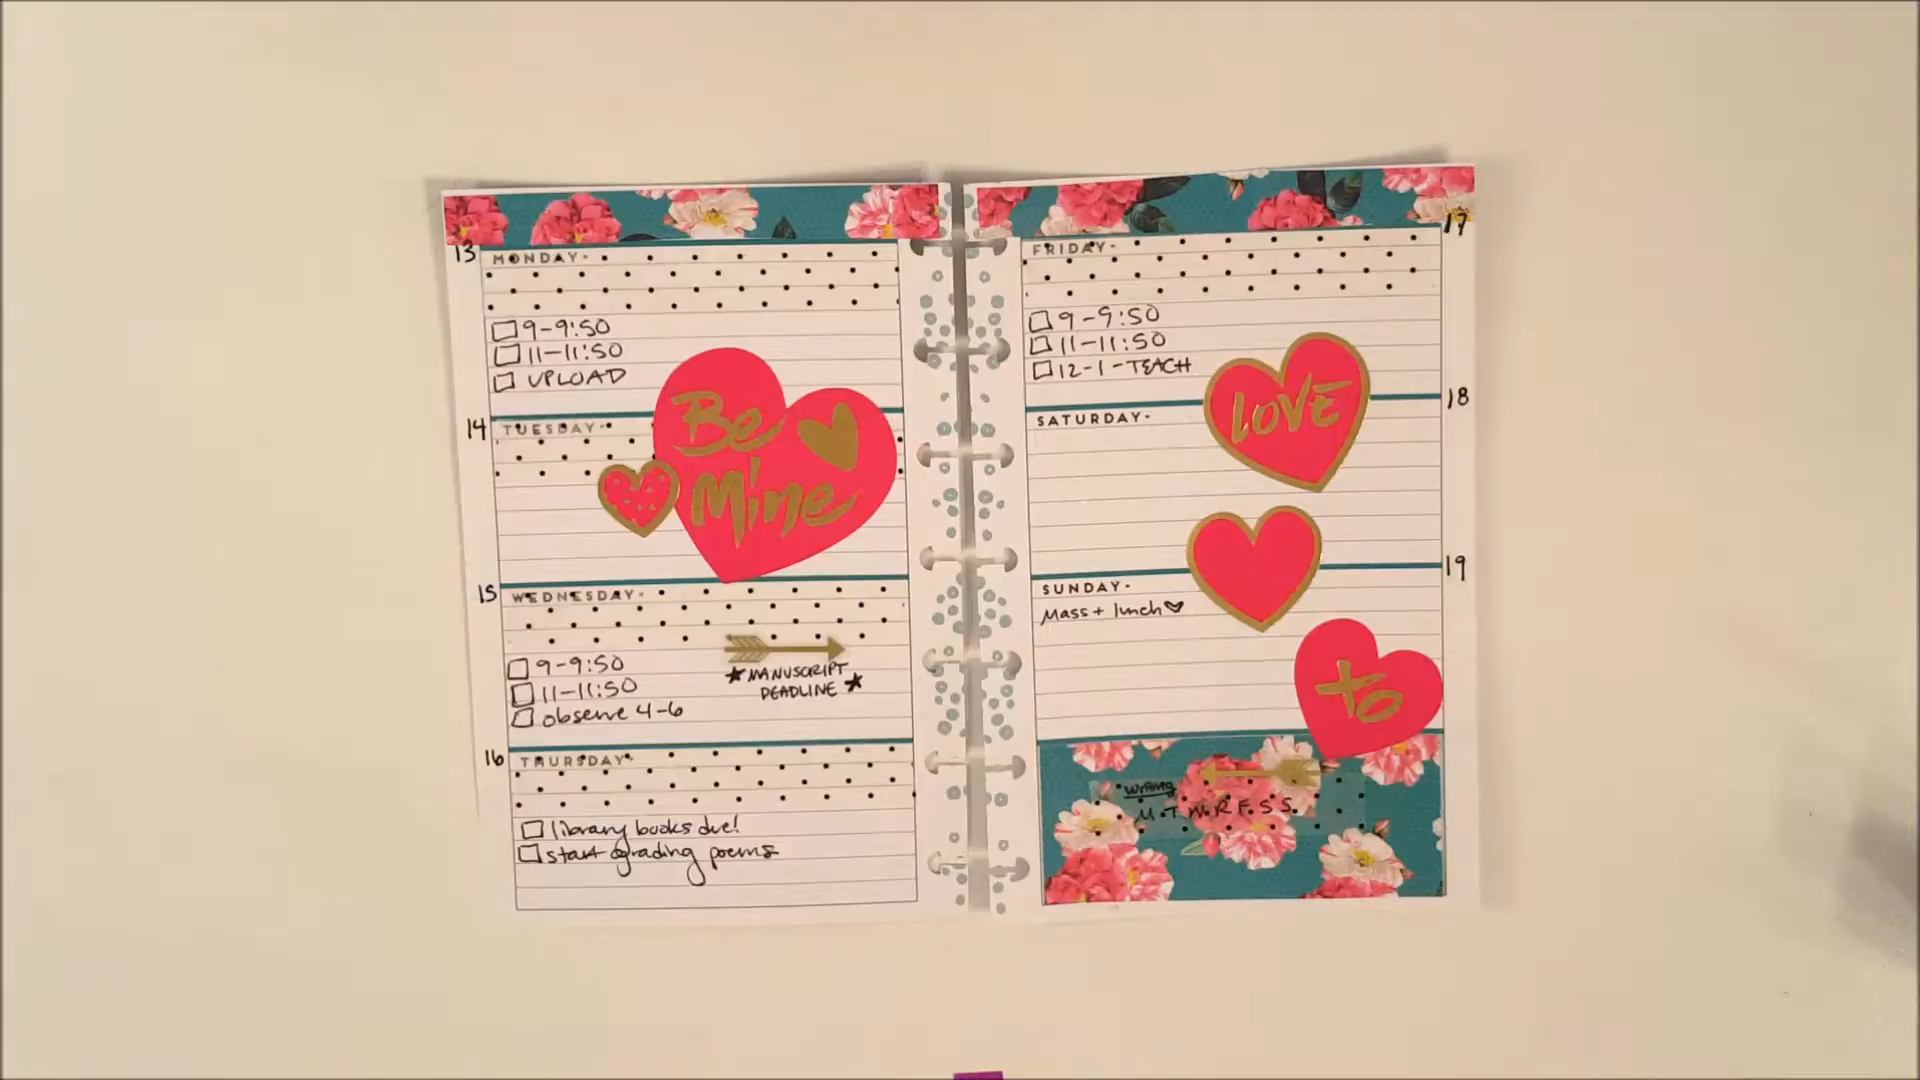 13
MONDAY.
9-9:50
11-11:50
UPLOAD
14
TUESDAY.
Be
Mine
15
WEDNESDAY.
9-9:50
11-11:50
observe 4-6
★MANUSCRIPT
DEADLINE★
16
THURSDAY.
library books due!
start grading poems
17
FRIDAY.
9-9:50
11-11:50
12-1-TEACH
LOVE
18
SATURDAY.
19
SUNDAY.
Mass + lunch♡
to
Writing
M.T.W.R.F.S.S.